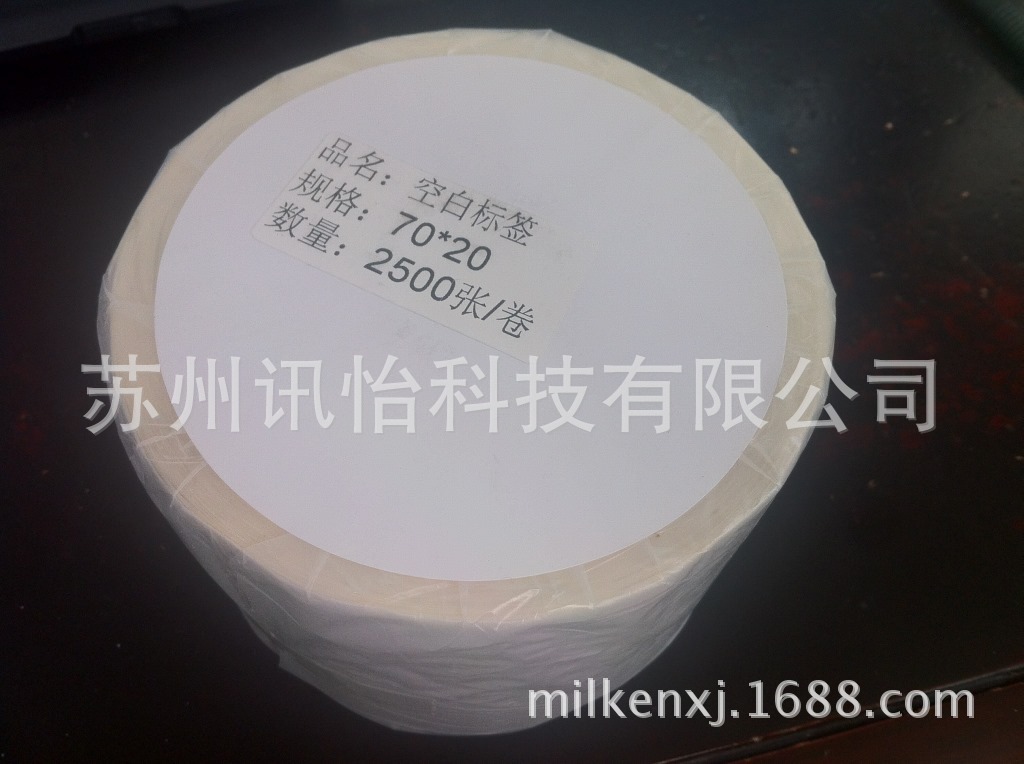 品名：空白标签
规格：70*20
数量：2500张/卷
苏州讯怡科技有限公司
milkenxj.1688.com